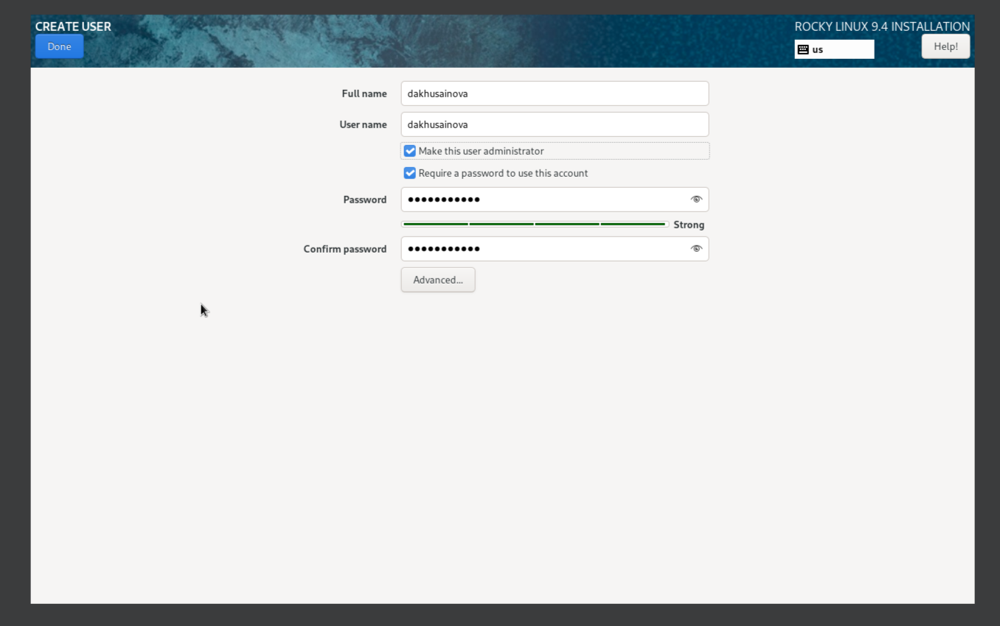 CREATE USER
ROCKY LINUX 9.4 INSTALLATION
Done
us
Help!
Full name
dakhusainova
User name
dakhusainova
Make this user administrator
Require a password to use this account
Password
●●●●●●●●●●●
Strong
Confirm password
●●●●●●●●●●●
Advanced...